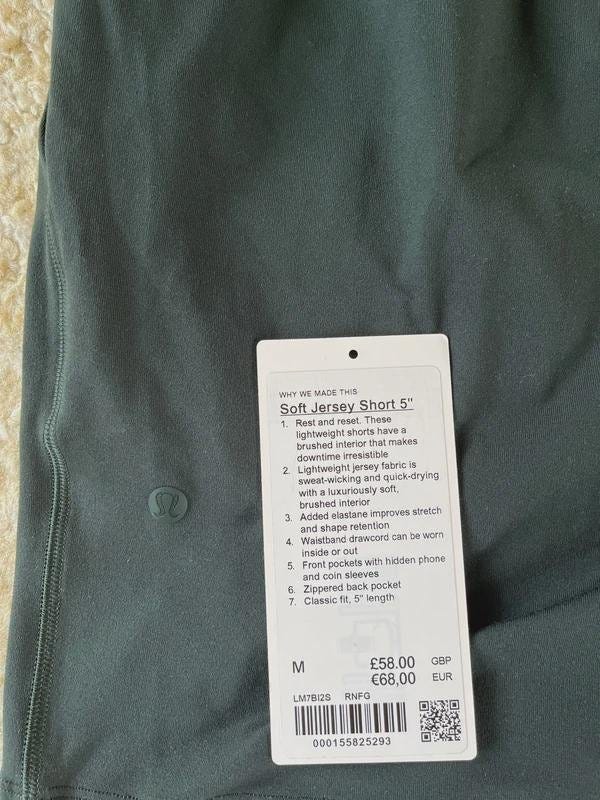 WHY WE MADE THIS
Soft Jersey Short 5"
1. Rest and reset. These
lightweight shorts have a
brushed interior that makes
downtime irresistible
2. Lightweight jersey fabric is
sweat-wicking and quick-drying
with a luxuriously soft,
brushed interior
3. Added elastane improves stretch
and shape retention
4. Waistband drawcord can be worn
inside or out
5. Front pockets with hidden phone
and coin sleeves
6. Zippered back pocket
7. Classic fit, 5" length
M £58.00 GBP
€68,00 EUR
LM7BI2S RNFG
000155825293